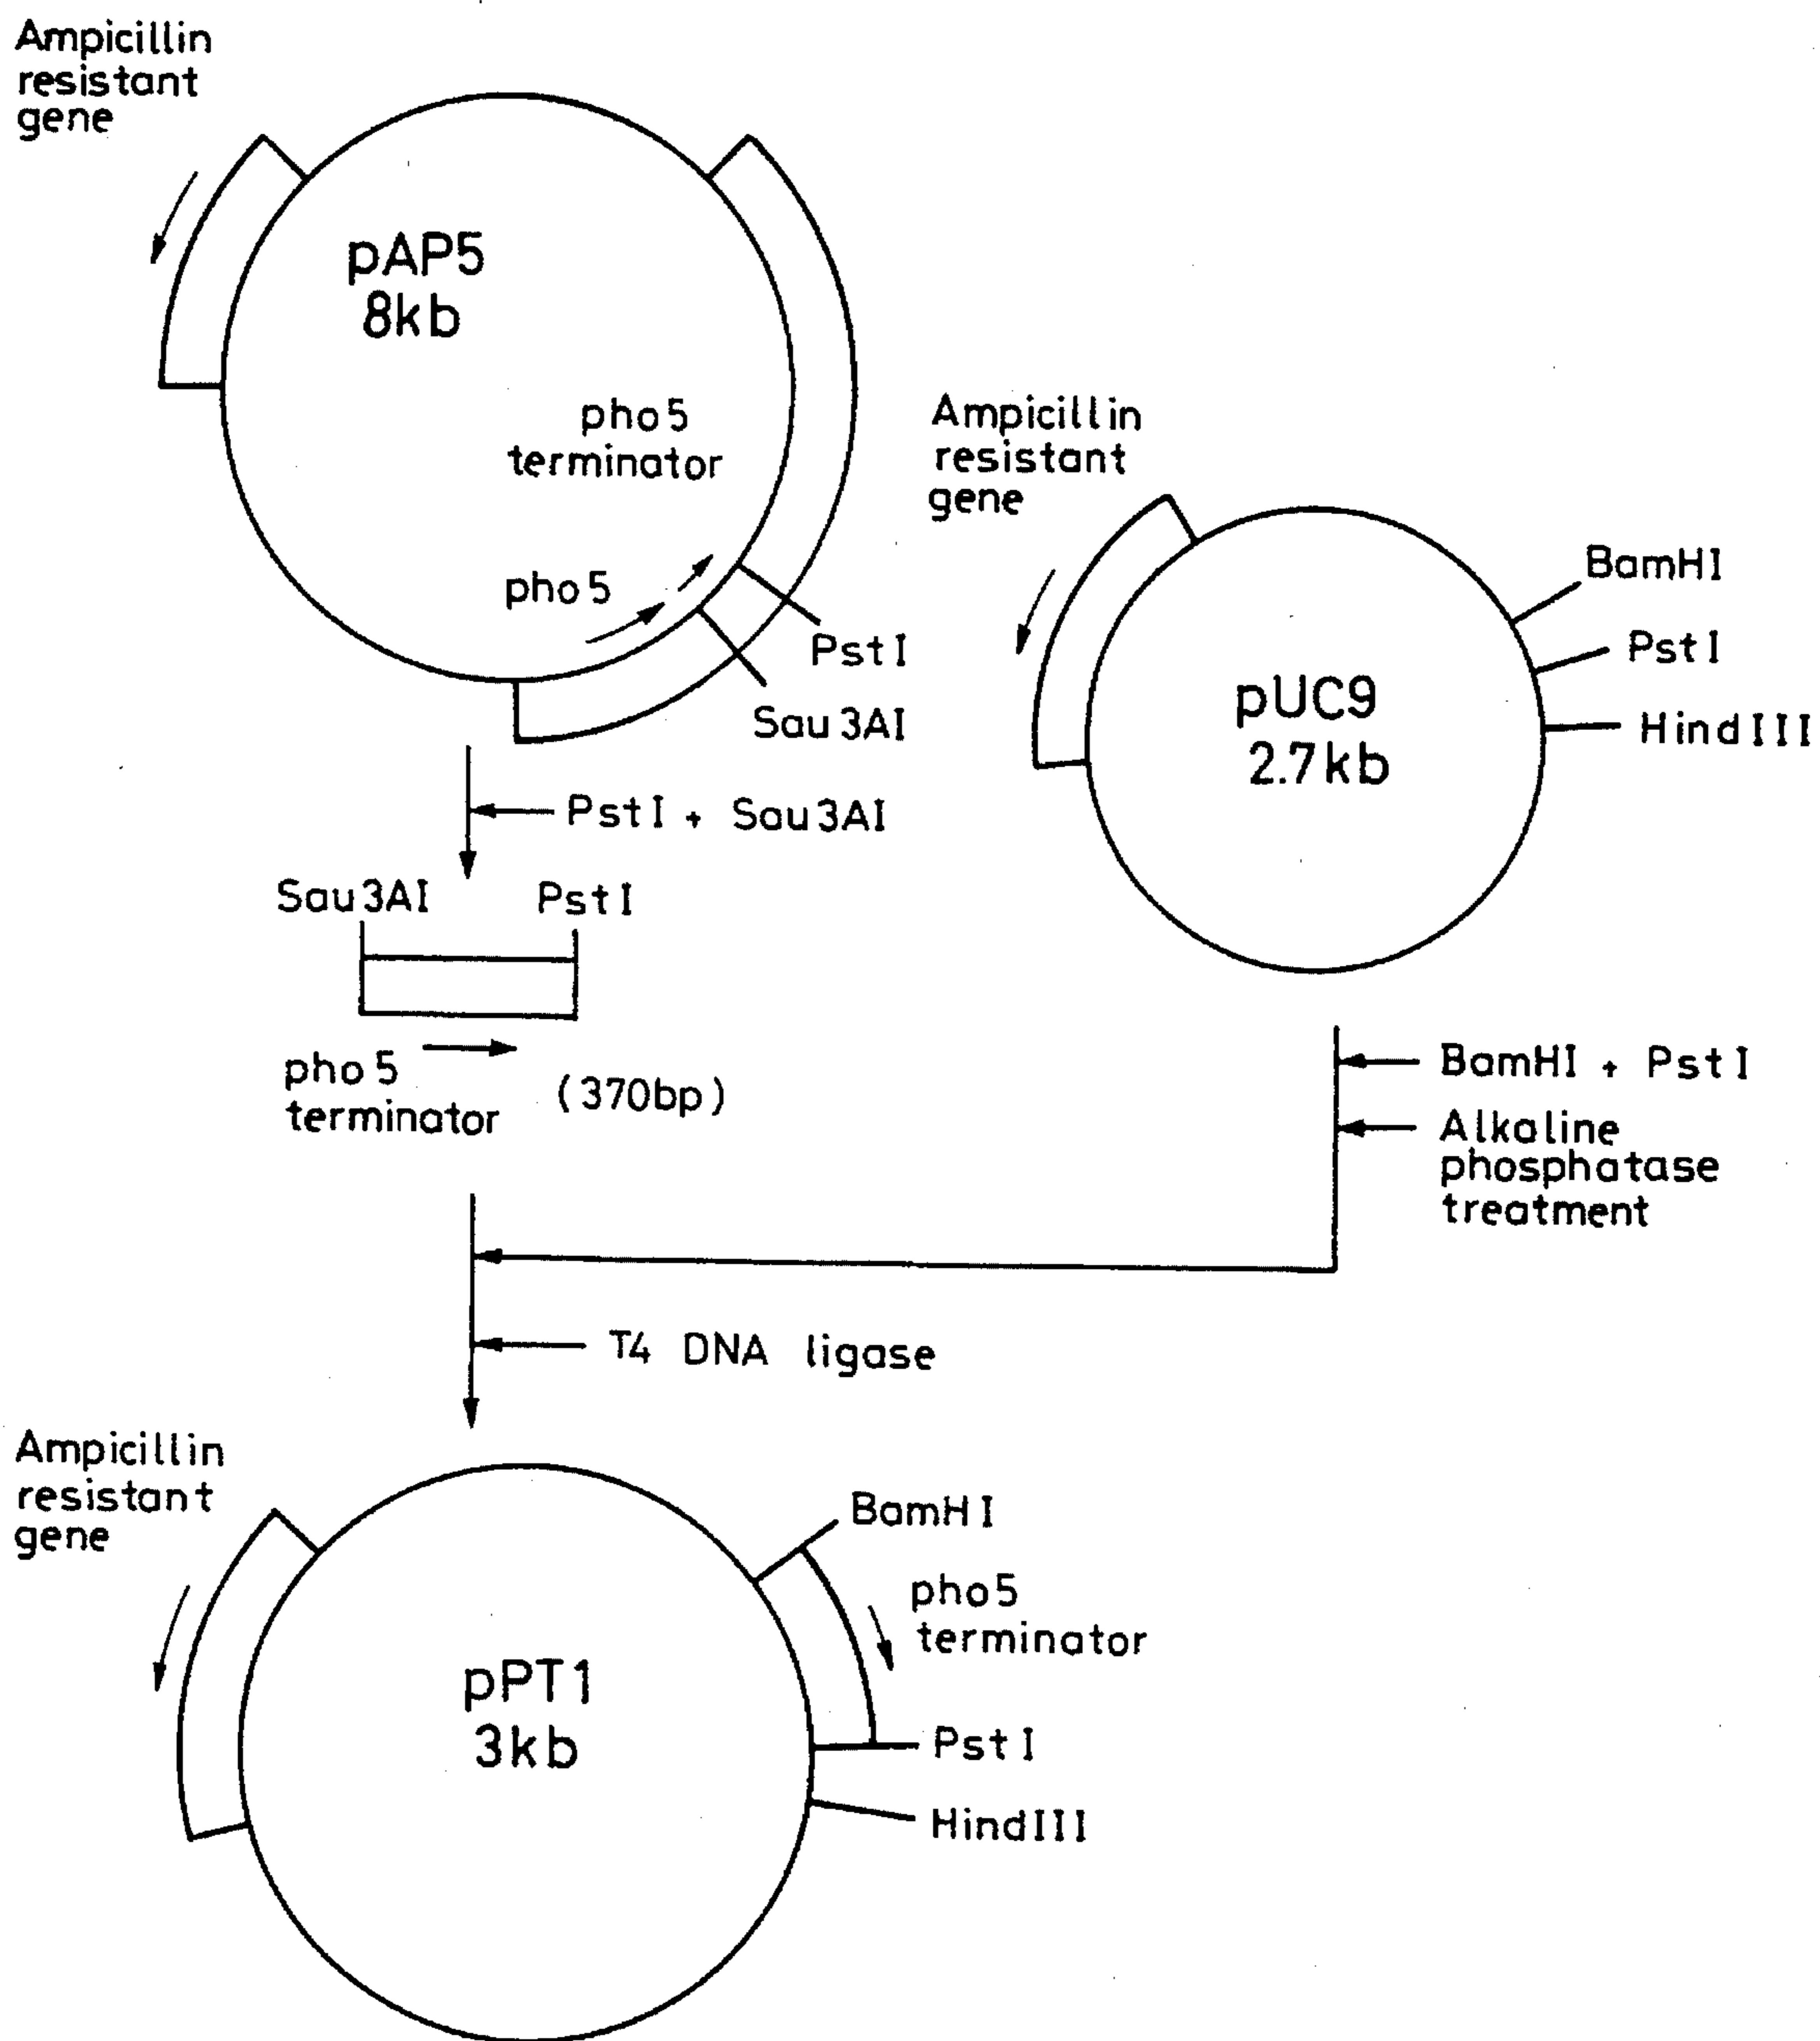 Ampicillin
resistant
gene
pAP5
8kb
pho5
terminator
pho5
PstI
Sau3AI
Ampicillin
resistant
gene
BamHI
PstI
HindIII
pUC9
2.7kb
PstI + Sau3AI
Sau3AI PstI
pho5
terminator
(370bp)
BamHI + PstI
Alkaline
phosphatase
treatment
T4 DNA ligase
Ampicillin
resistant
gene
BamHI
pho5
terminator
pPT1
3kb
PstI
HindIII